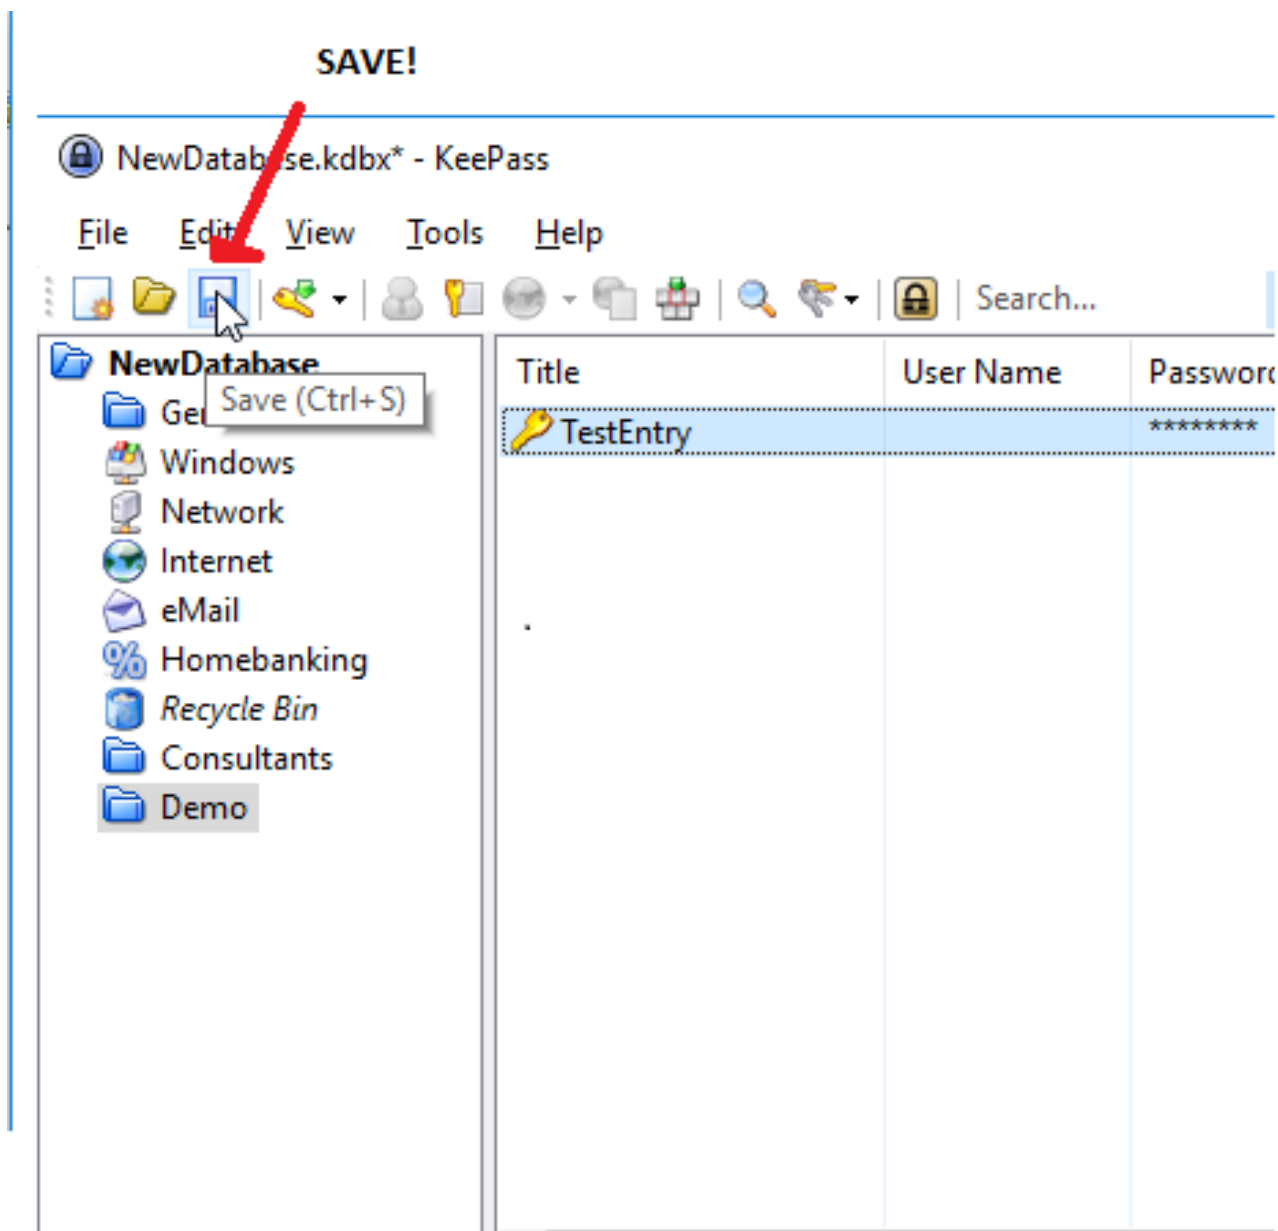 SAVE!
NewDatabase.kdbx* - KeePass
File Edit View Tools Help
Search...
NewDatabase
Save (Ctrl+S)
Windows
Network
Internet
eMail
Homebanking
Recycle Bin
Consultants
Demo
Title User Name
TestEntry ********